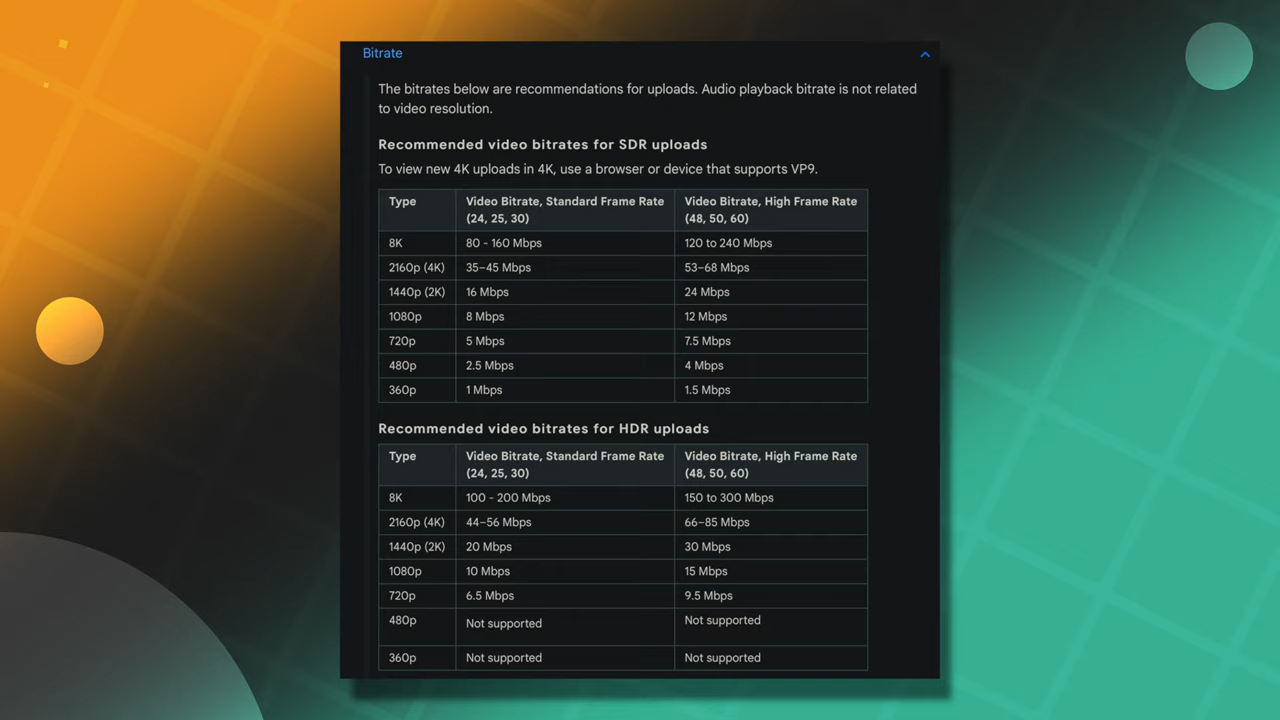 Bitrate
The bitrates below are recommendations for uploads. Audio playback bitrate is not related
to video resolution.
Recommended video bitrates for SDR uploads
To view new 4K uploads in 4K, use a browser or device that supports VP9.
Type Video Bitrate, Standard Frame Rate (24, 25, 30) Video Bitrate, High Frame Rate (48, 50, 60)
8K 80 - 160 Mbps 120 to 240 Mbps
2160p (4K) 35–45 Mbps 53–68 Mbps
1440p (2K) 16 Mbps 24 Mbps
1080p 8 Mbps 12 Mbps
720p 5 Mbps 7.5 Mbps
480p 2.5 Mbps 4 Mbps
360p 1 Mbps 1.5 Mbps
Recommended video bitrates for HDR uploads
Type Video Bitrate, Standard Frame Rate (24, 25, 30) Video Bitrate, High Frame Rate (48, 50, 60)
8K 100 - 200 Mbps 150 to 300 Mbps
2160p (4K) 44–56 Mbps 66–85 Mbps
1440p (2K) 20 Mbps 30 Mbps
1080p 10 Mbps 15 Mbps
720p 6.5 Mbps 9.5 Mbps
480p Not supported Not supported
360p Not supported Not supported